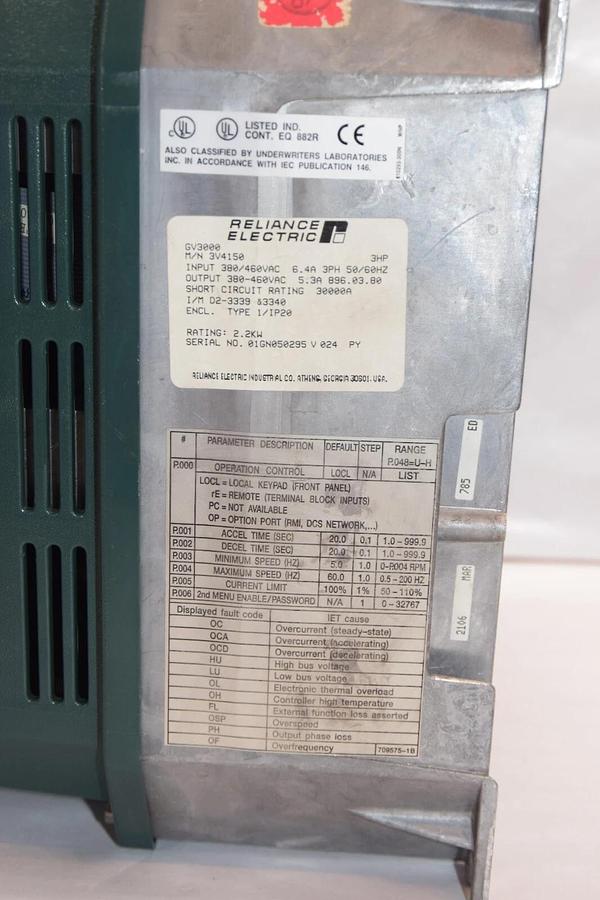 c UL
UL LISTED IND.
CONT. EQ 882R CE
ALSO CLASSIFIED BY UNDERWRITERS LABORATORIES
INC. IN ACCORDANCE WITH IEC PUBLICATION 146.
RELIANCE
ELECTRIC
GV3000
M/N 3V4150 3HP
INPUT 380/460VAC 6.4A 3PH 50/60HZ
OUTPUT 380-460VAC 5.3A 896.03.80
SHORT CIRCUIT RATING 30000A
I/M D2-3339 &3340
ENCL. TYPE 1/IP20
RATING: 2.2KW
SERIAL NO. 01GN050295 V 024 PY
RELIANCE ELECTRIC INDUSTRIAL CO. ATHENS, GEORGIA 30601. USA.
# PARAMETER DESCRIPTION DEFAULT STEP RANGE
P.048=U-H
P.000 OPERATION CONTROL LOCL N/A LIST
LOCL = LOCAL KEYPAD (FRONT PANEL)
rE = REMOTE (TERMINAL BLOCK INPUTS)
PC = NOT AVAILABLE
OP = OPTION PORT (RMI, DCS NETWORK,...)
P.001 ACCEL TIME (SEC) 20.0 0.1 1.0 – 999.9
P.002 DECEL TIME (SEC) 20.0 0.1 1.0 – 999.9
P.003 MINIMUM SPEED (HZ) 5.0 1.0 0-P.004 RPM
P.004 MAXIMUM SPEED (HZ) 60.0 1.0 0.5 - 200 HZ
P.005 CURRENT LIMIT 100% 1% 50 – 110%
P.006 2nd MENU ENABLE/PASSWORD N/A 1 0 – 32767
Displayed fault code IET cause
OC Overcurrent (steady-state)
OCA Overcurrent (accelerating)
OCD Overcurrent (decelerating)
HU High bus voltage
LU Low bus voltage
OL Electronic thermal overload
OH Controller high temperature
FL External function loss asserted
OSP Overspeed
PH Output phase loss
OF Overfrequency 709575-1B
785 ED
2106 MAR